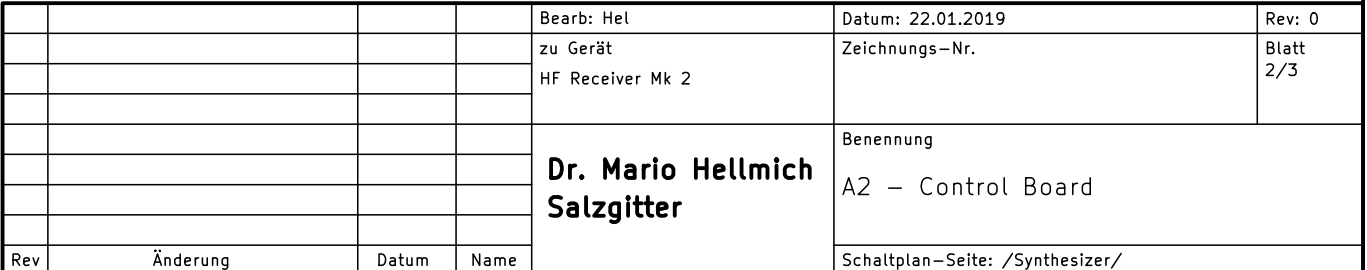 Bearb: Hel
Datum: 22.01.2019
Rev: 0
zu Gerät
HF Receiver Mk 2
Zeichnungs-Nr.
Blatt
2/3
Dr. Mario Hellmich
Salzgitter
Benennung
A2 - Control Board
Rev
Änderung
Datum
Name
Schaltplan-Seite: /Synthesizer/